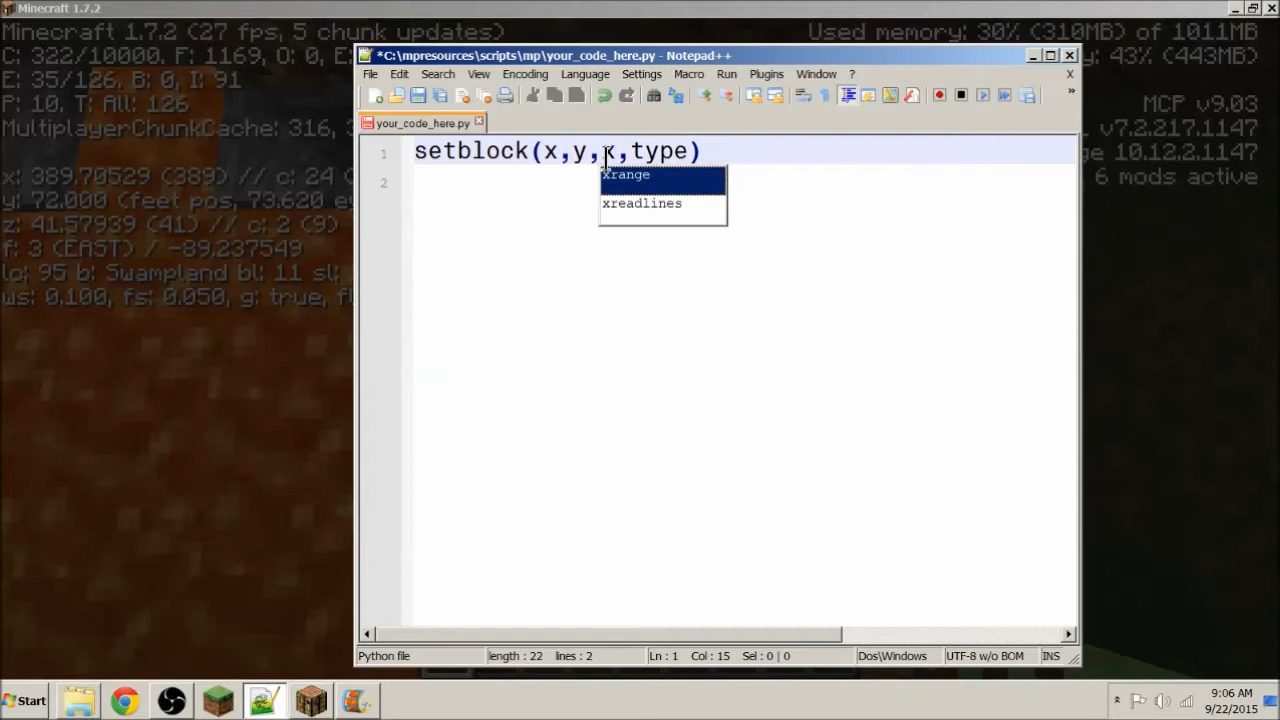 Minecraft 1.7.2
Minecraft 1.7.2 (27 fps, 5 chunk updates)
Used memory: 30% (310MB) of 1011MB
C: 322/10000. F: 1169, O: 0, E:
y: 43% (443MB)
E: 35/126. B: 0, I: 91
P: 10. T: All: 126
MCP v9.03
MultiplayerChunkCache: 316, 3
v7.2.217.1147
ge 10.12.2.1147
x: 389.70529 (389) // c: 24 (
6 mods active
y: 72.000 (feet pos, 73.620 ey
z: 41.57939 (41) // c: 2 (9)
f: 3 (EAST) / -89.237549
lc: 95 b: Swampland bl: 11 sl:
ws: 0.100, fs: 0.050, g: true, fl
*C:\mpresources\scripts\mp\your_code_here.py - Notepad++
File Edit Search View Encoding Language Settings Macro Run Plugins Window ? X
your_code_here.py
1 setblock(x,y,x,type)
2
xrange
xreadlines
Python file length : 22 lines : 2 Ln : 1 Col : 15 Sel : 0 | 0 Dos\Windows UTF-8 w/o BOM INS
Start
9:06 AM
9/22/2015